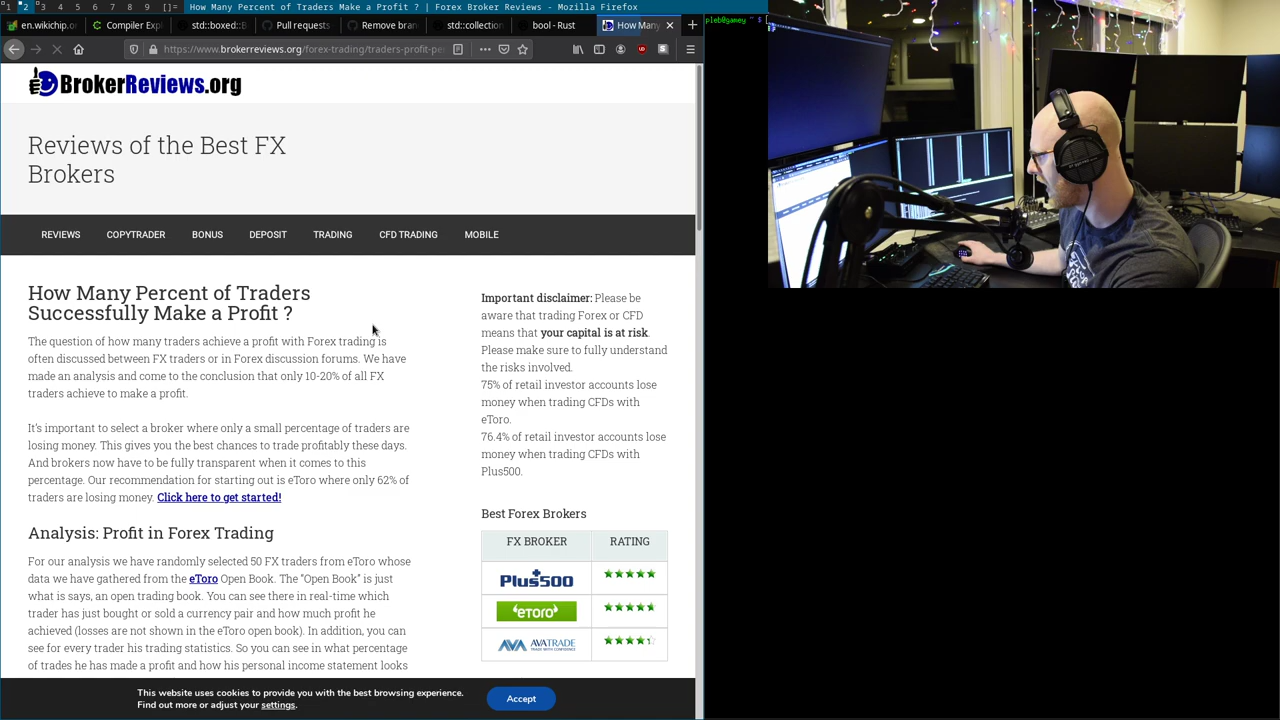 1 2 3 4 5 6 7 8 9 []= How Many Percent of Traders Make a Profit ? | Forex Broker Reviews - Mozilla Firefox
en.wikichip.o Compiler Exp std::boxed::B Pull requests Remove bran std::collection bool - Rust How Many
https://www.brokerreviews.org/forex-trading/traders-profit-pe
pleb@gamey ~ $
BrokerReviews.org
Reviews of the Best FX
Brokers
REVIEWS COPYTRADER BONUS DEPOSIT TRADING CFD TRADING MOBILE
How Many Percent of Traders
Successfully Make a Profit ?
The question of how many traders achieve a profit with Forex trading is
often discussed between FX traders or in Forex discussion forums. We have
made an analysis and come to the conclusion that only 10-20% of all FX
traders achieve to make a profit.
It's important to select a broker where only a small percentage of traders are
losing money. This gives you the best chances to trade profitably these days.
And brokers now have to be fully transparent when it comes to this
percentage. Our recommendation for starting out is eToro where only 62% of
traders are losing money. Click here to get started!
Analysis: Profit in Forex Trading
For our analysis we have randomly selected 50 FX traders from eToro whose
data we have gathered from the eToro Open Book. The "Open Book" is just
what is says, an open trading book. You can see there in real-time which
trader has just bought or sold a currency pair and how much profit he
achieved (losses are not shown in the eToro open book). In addition, you can
see for every trader his trading statistics. So you can see in what percentage
of trades he has made a profit and how his personal income statement looks
Important disclaimer: Please be
aware that trading Forex or CFD
means that your capital is at risk.
Please make sure to fully understand
the risks involved.
75% of retail investor accounts lose
money when trading CFDs with
eToro.
76.4% of retail investor accounts lose
money when trading CFDs with
Plus500.
Best Forex Brokers
FX BROKER RATING
Plus500
eToro
AVATRADE
TRADE WITH CONFIDENCE
This website uses cookies to provide you with the best browsing experience.
Find out more or adjust your settings.
Accept